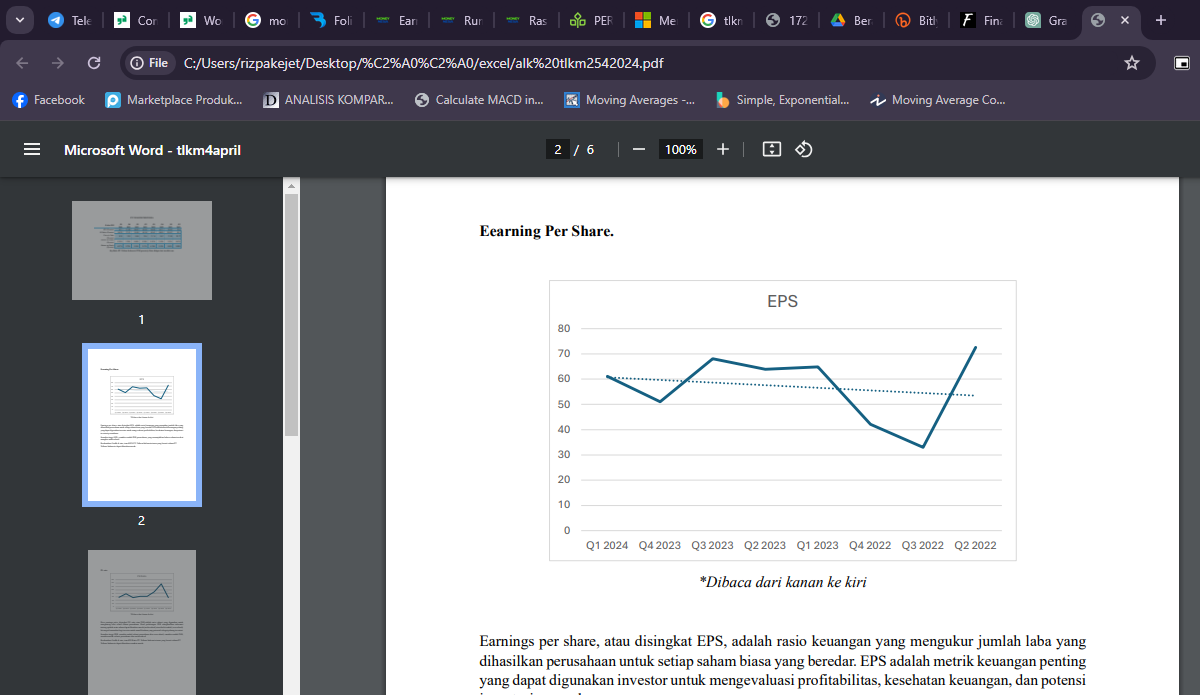 Tele
Cor
Wo
mo
Foli
Earı
Rur
Ras
PER
Me
tlkn
172
Ber
Bitl
Fina
Gra
File
C:/Users/rizpakejet/Desktop/%C2%A0%C2%A0/excel/alk%20tlkm2542024.pdf
Facebook
Marketplace Produk...
ANALISIS KOMPAR...
Calculate MACD in...
Moving Averages -...
Simple, Exponential...
Moving Average Co...
Microsoft Word - tlkm4april
2 / 6
100%
1
2
Eearning Per Share.
EPS
80
70
60
50
40
30
20
10
0
Q1 2024 Q4 2023 Q3 2023 Q2 2023 Q1 2023 Q4 2022 Q3 2022 Q2 2022
*Dibaca dari kanan ke kiri
Earnings per share, atau disingkat EPS, adalah rasio keuangan yang mengukur jumlah laba yang
dihasilkan perusahaan untuk setiap saham biasa yang beredar. EPS adalah metrik keuangan penting
yang dapat digunakan investor untuk mengevaluasi profitabilitas, kesehatan keuangan, dan potensi